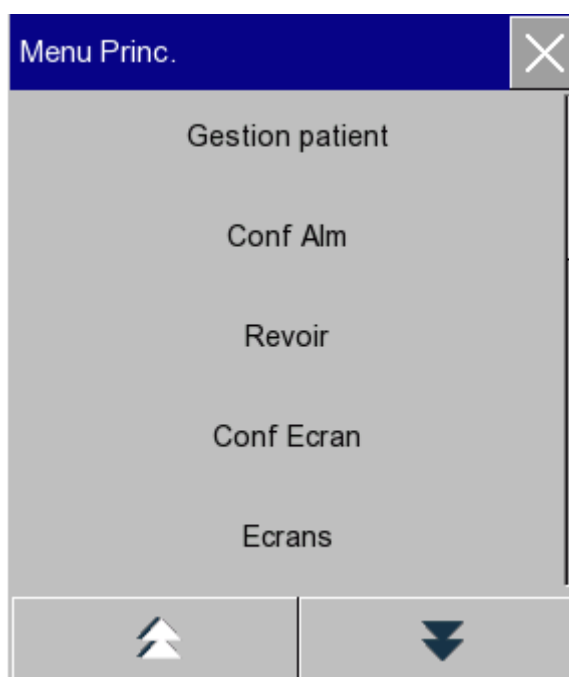 Menu Princ.
Gestion patient
Conf Alm
Revoir
Conf Ecran
Ecrans